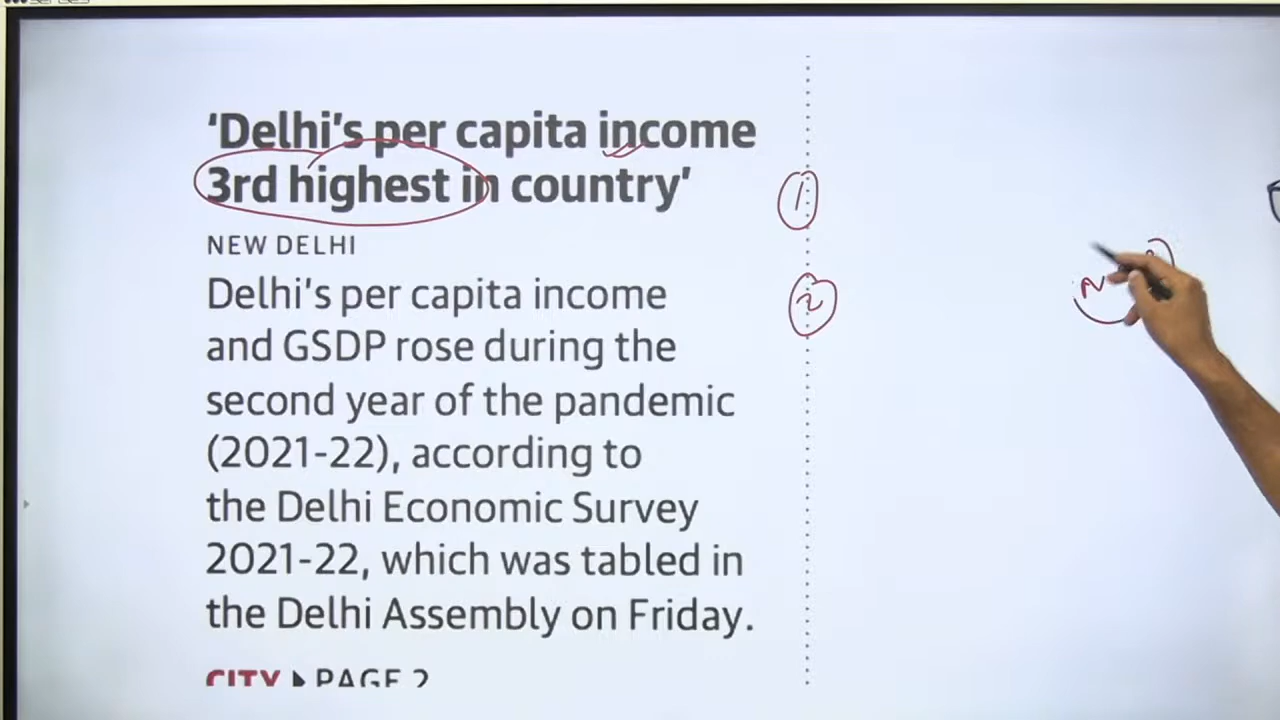 ‘Delhi’s per capita income
3rd highest in country’
NEW DELHI
Delhi’s per capita income
and GSDP rose during the
second year of the pandemic
(2021-22), according to
the Delhi Economic Survey
2021-22, which was tabled in
the Delhi Assembly on Friday.
CITY PAGE 2
1
2